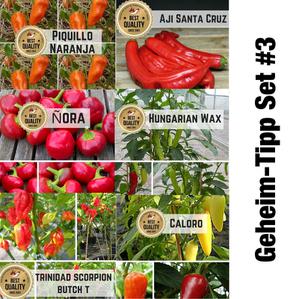 Piquillo
Naranja
Aji Santa Cruz
Ñora
Hungarian Wax
Caloro
Trinidad Scorpion
Butch T
Geheim-Tipp Set #3
BEST
QUALITY
BEST
QUALITY
BEST
QUALITY
BEST
QUALITY
BEST
QUALITY
BEST
QUALITY